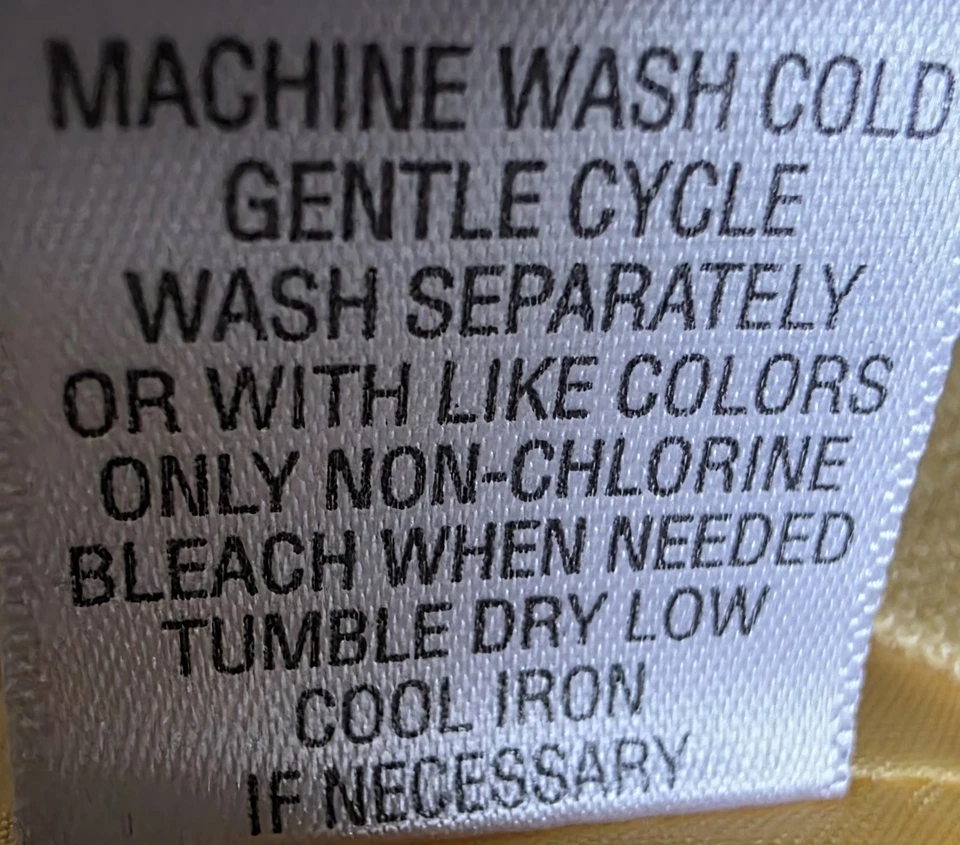 MACHINE WASH COLD
GENTLE CYCLE
WASH SEPARATELY
OR WITH LIKE COLORS
ONLY NON-CHLORINE
BLEACH WHEN NEEDED
TUMBLE DRY LOW
COOL IRON
IF NECESSARY